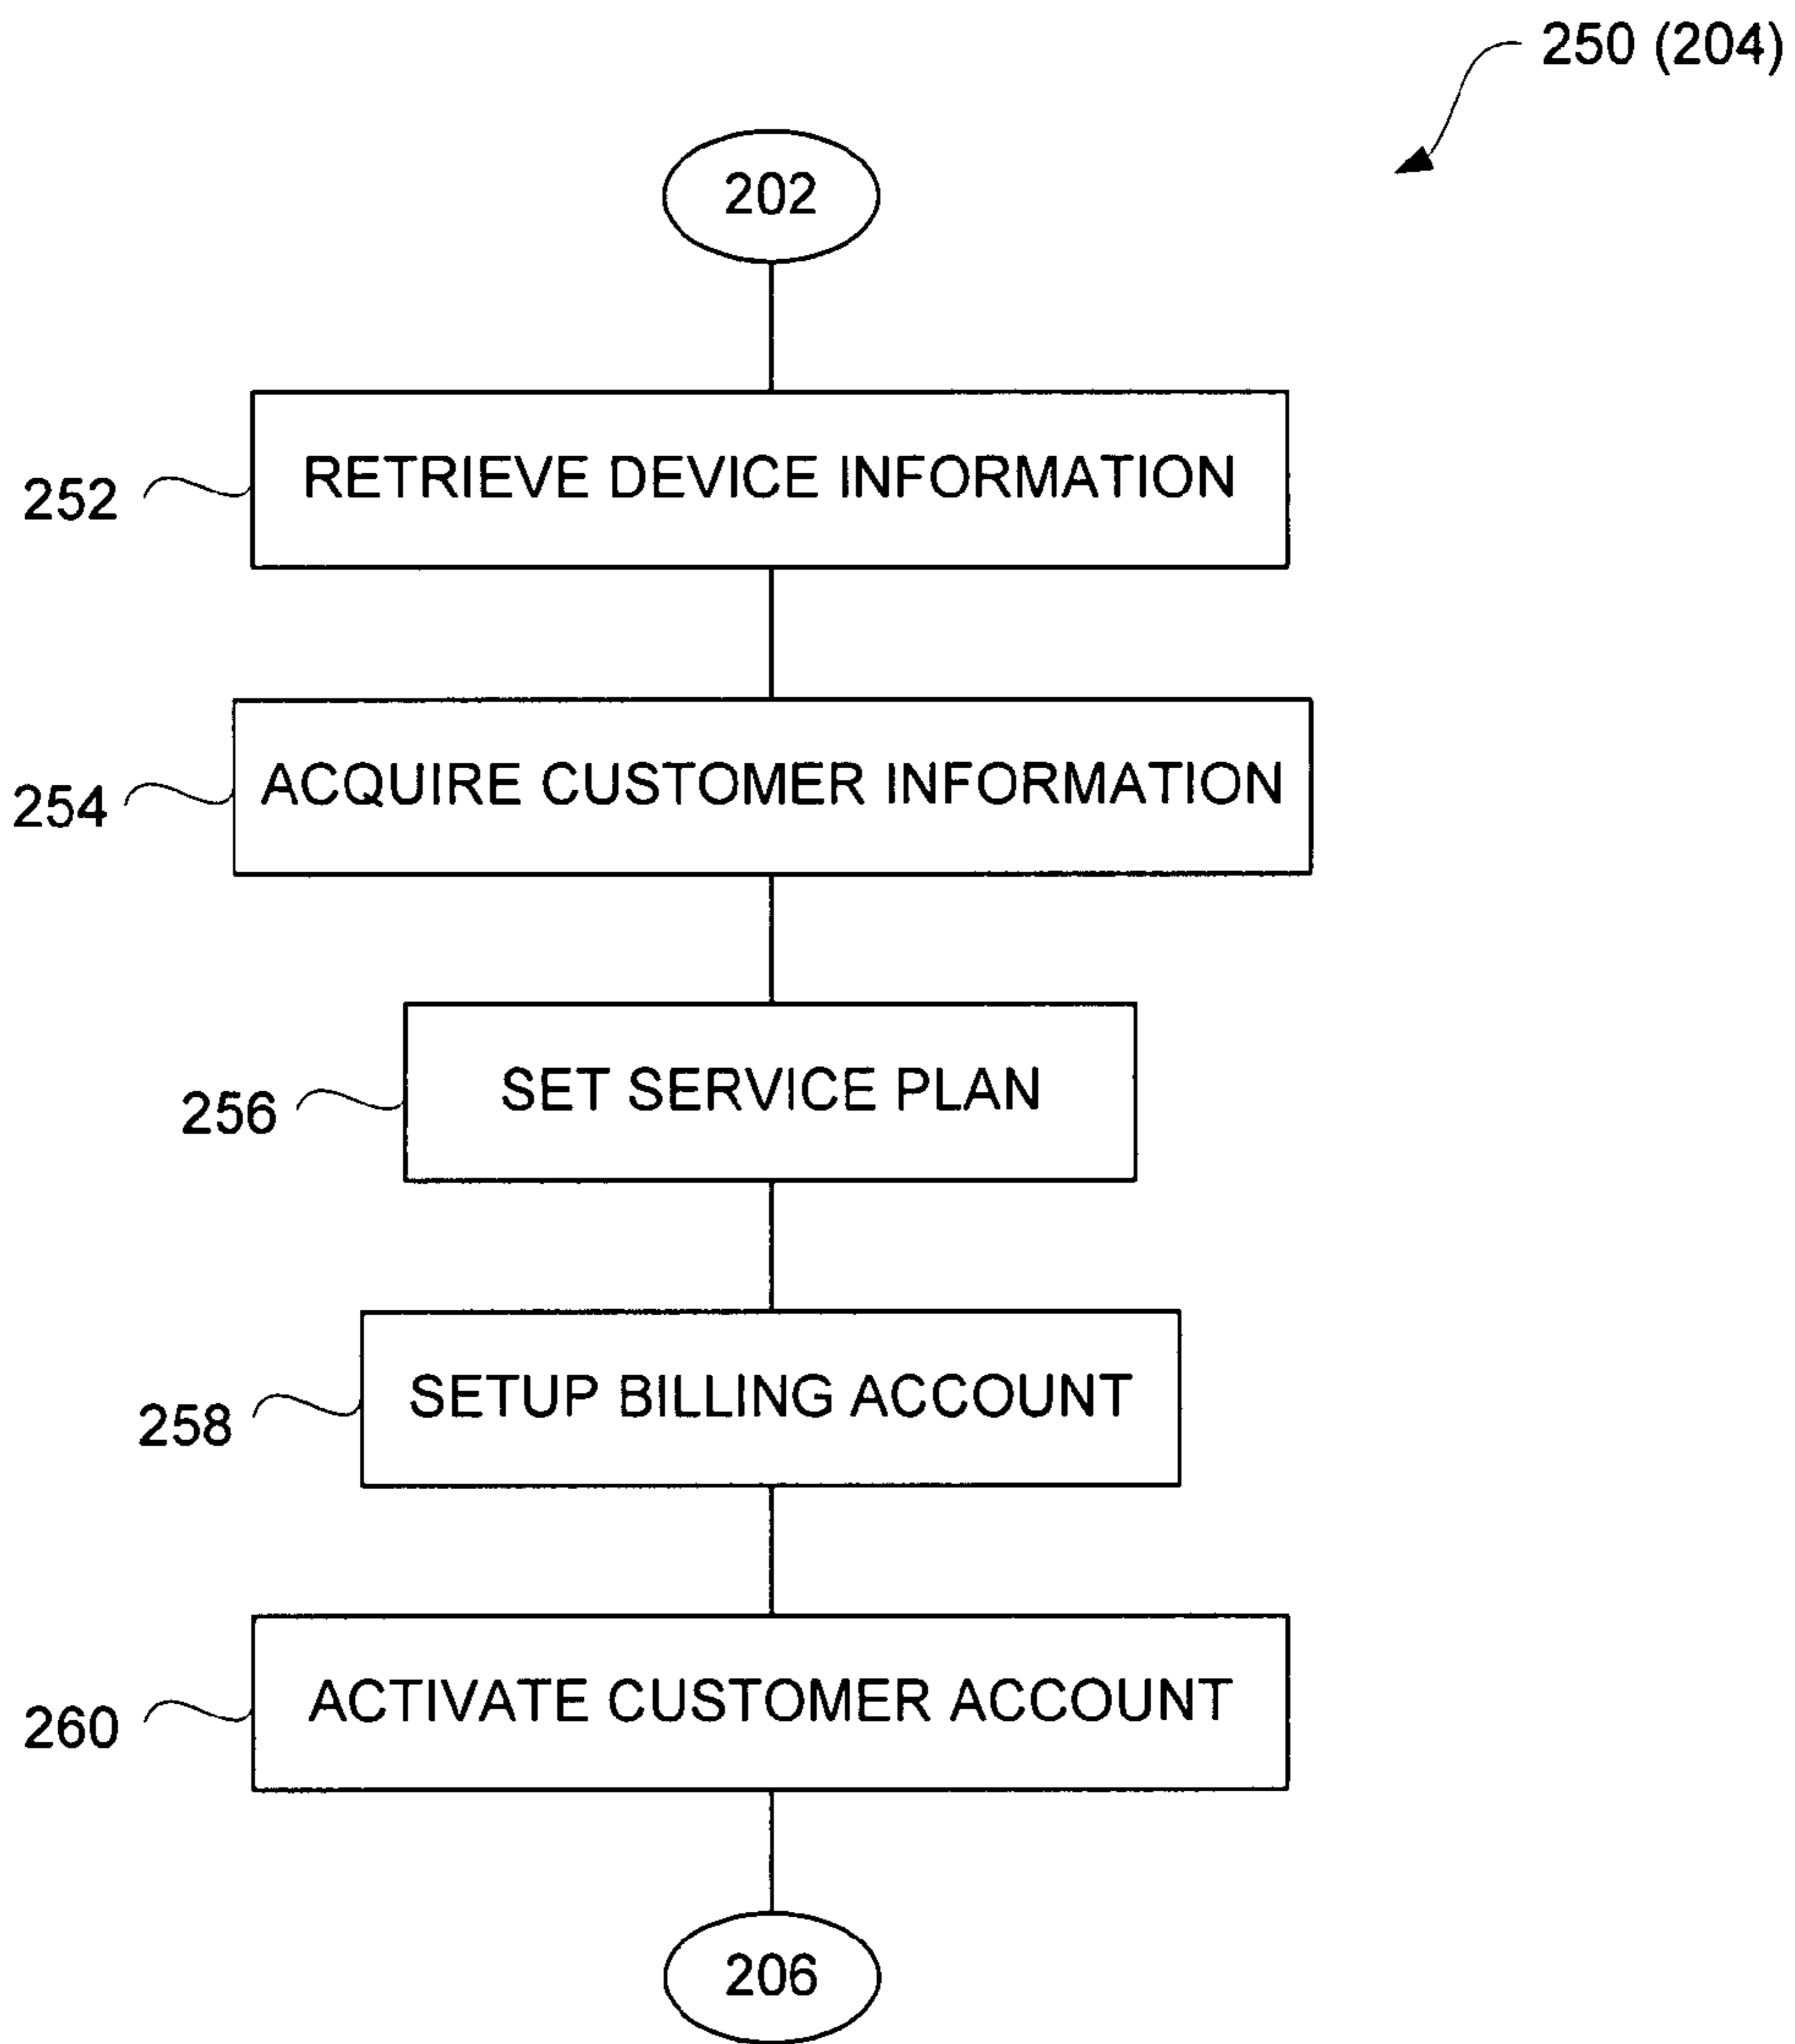 250 (204)
202
RETRIEVE DEVICE INFORMATION
252
ACQUIRE CUSTOMER INFORMATION
254
SET SERVICE PLAN
256
SETUP BILLING ACCOUNT
258
ACTIVATE CUSTOMER ACCOUNT
260
206